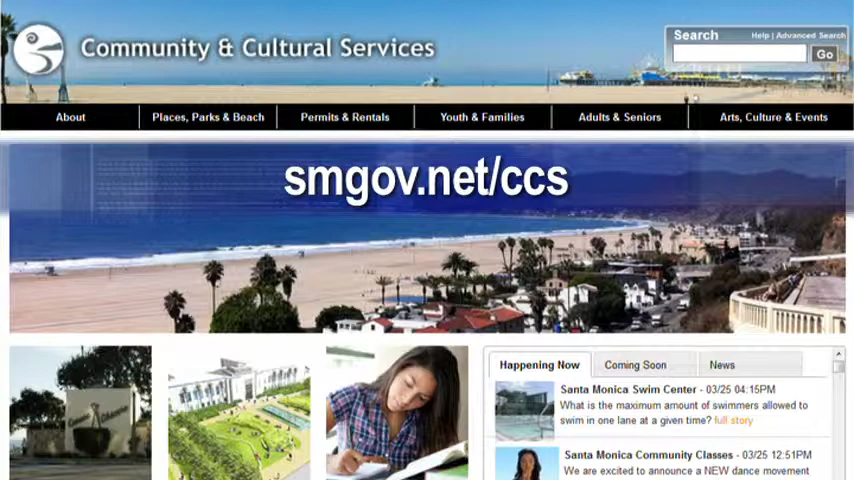 Community & Cultural Services
Search
Help | Advanced Search
Go
About
Places, Parks & Beach
Permits & Rentals
Youth & Families
Adults & Seniors
Arts, Culture & Events
smgov.net/ccs
Happening Now
Coming Soon
News
Santa Monica Swim Center - 03/25 04:15PM
What is the maximum amount of swimmers allowed to
swim in one lane at a given time? full story
Santa Monica Community Classes - 03/25 12:51PM
We are excited to announce a NEW dance movement